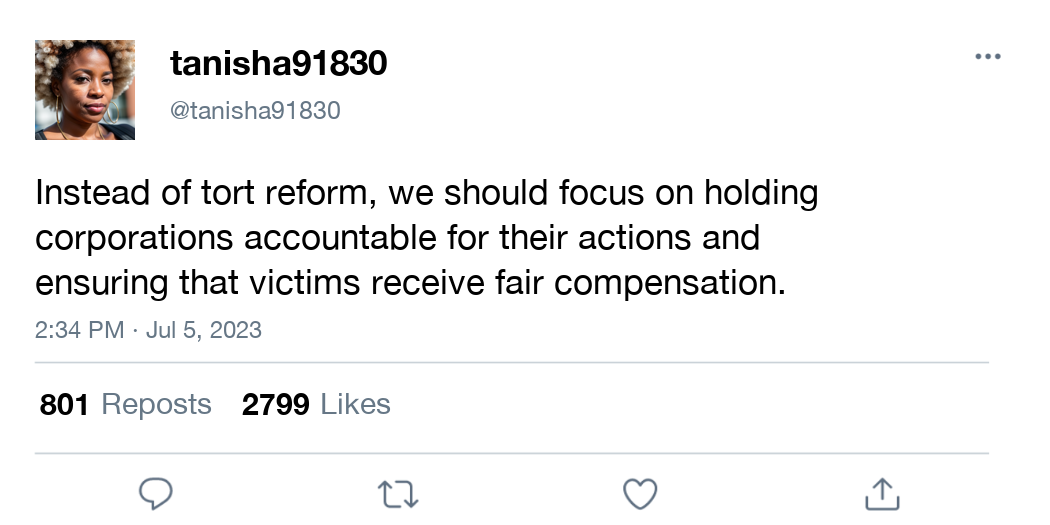 tanisha91830
@tanisha91830
Instead of tort reform, we should focus on holding
corporations accountable for their actions and
ensuring that victims receive fair compensation.
2:34 PM · Jul 5, 2023
801 Reposts 2799 Likes